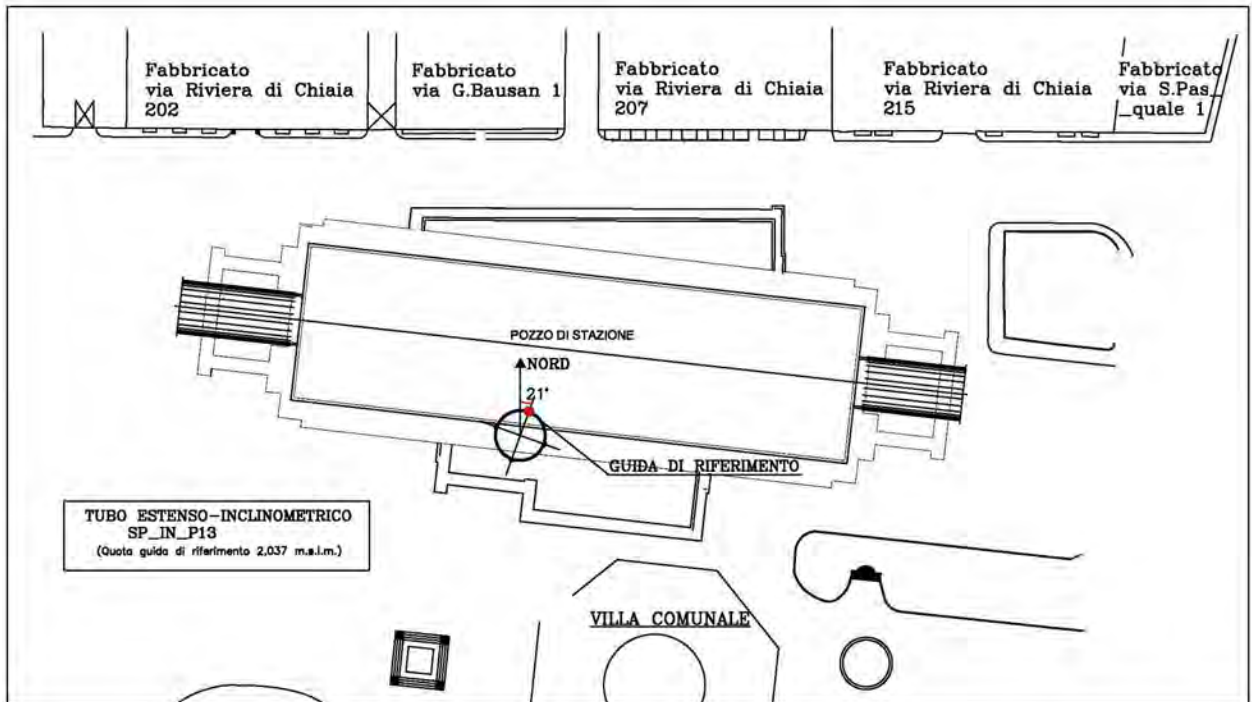 Fabbricato
via Riviera di Chiaia
202
Fabbricato
via G.Bausan 1
Fabbricato
via Riviera di Chiaia
207
Fabbricato
via Riviera di Chiaia
215
Fabbricato
via S.Pas_
_quale 1
POZZO DI STAZIONE
NORD
21°
GUIDA DI RIFERIMENTO
TUBO ESTENSO-INCLINOMETRICO
SP_IN_P13
(Quota guida di riferimento 2,037 m.s.l.m.)
VILLA COMUNALE